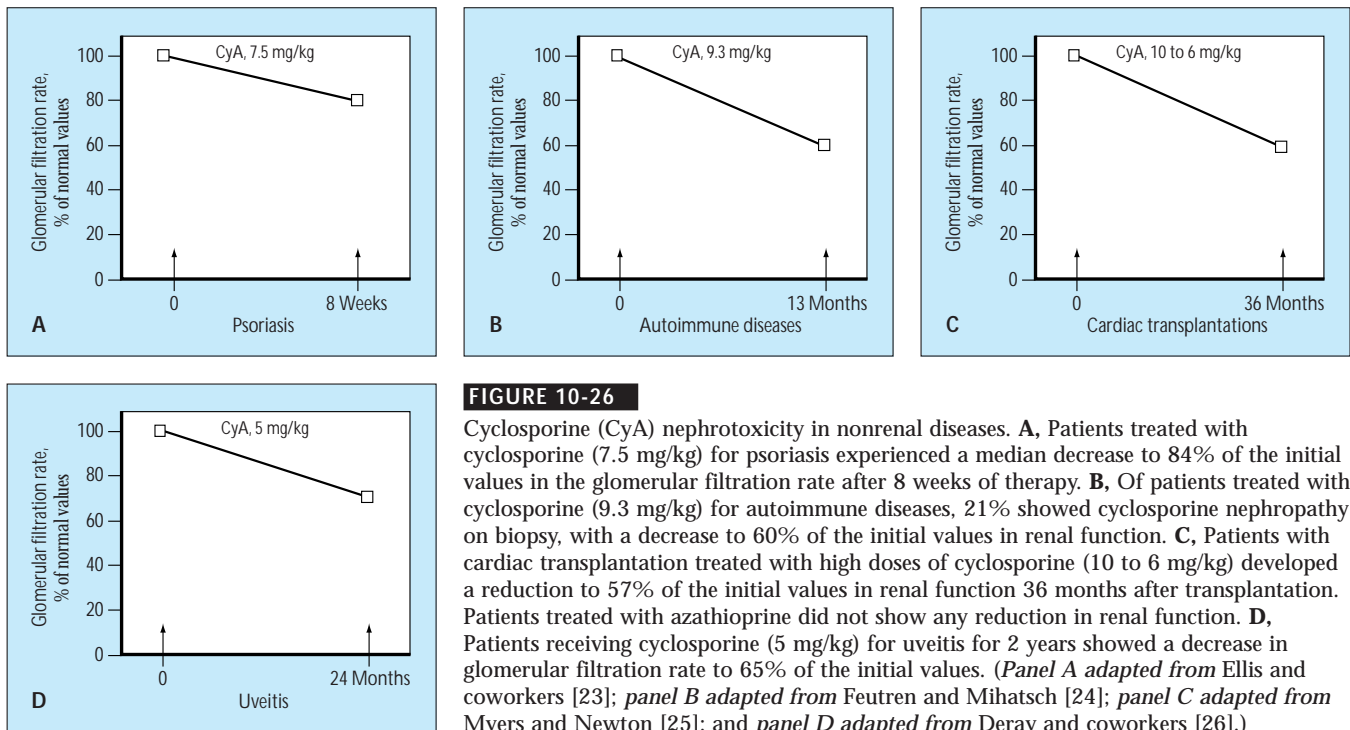 CyA, 7.5 mg/kg
Glomerular filtration rate,
% of normal values
100
80
60
40
20
0
0
8 Weeks
Psoriasis
A
CyA, 9.3 mg/kg
Glomerular filtration rate,
% of normal values
100
80
60
40
20
0
0
13 Months
Autoimmune diseases
B
CyA, 10 to 6 mg/kg
Glomerular filtration rate,
% of normal values
100
80
60
40
20
0
0
36 Months
Cardiac transplantations
C
CyA, 5 mg/kg
Glomerular filtration rate,
% of normal values
100
80
60
40
20
0
0
24 Months
Uveitis
D
FIGURE 10-26
Cyclosporine (CyA) nephrotoxicity in nonrenal diseases. A, Patients treated with
cyclosporine (7.5 mg/kg) for psoriasis experienced a median decrease to 84% of the initial
values in the glomerular filtration rate after 8 weeks of therapy. B, Of patients treated with
cyclosporine (9.3 mg/kg) for autoimmune diseases, 21% showed cyclosporine nephropathy
on biopsy, with a decrease to 60% of the initial values in renal function. C, Patients with
cardiac transplantation treated with high doses of cyclosporine (10 to 6 mg/kg) developed
a reduction to 57% of the initial values in renal function 36 months after transplantation.
Patients treated with azathioprine did not show any reduction in renal function. D,
Patients receiving cyclosporine (5 mg/kg) for uveitis for 2 years showed a decrease in
glomerular filtration rate to 65% of the initial values. (Panel A adapted from Ellis and
coworkers [23]; panel B adapted from Feutren and Mihatsch [24]; panel C adapted from
Myers and Newton [25]; and panel D adapted from Deray and coworkers [26].)